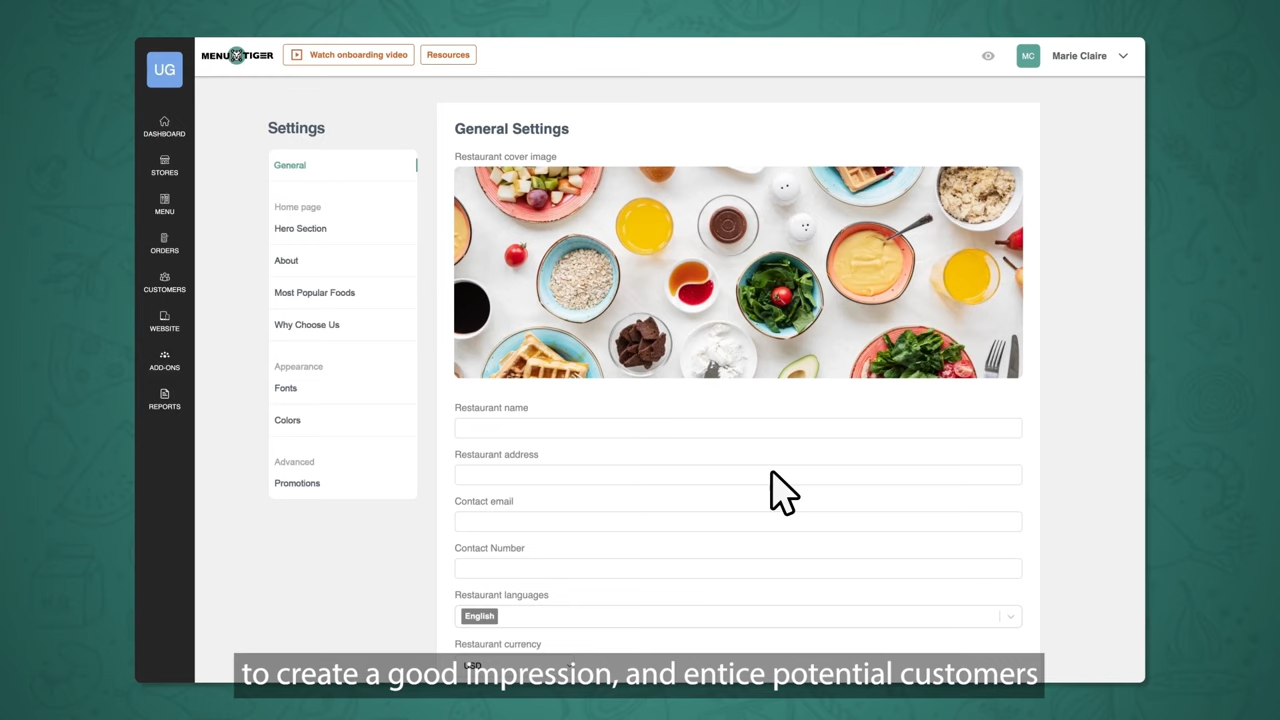 UG
MENU TIGER
Watch onboarding video
Resources
MC
Marie Claire
DASHBOARD
STORES
MENU
ORDERS
CUSTOMERS
WEBSITE
ADD-ONS
REPORTS
Settings
General
Home page
Hero Section
About
Most Popular Foods
Why Choose Us
Appearance
Fonts
Colors
Advanced
Promotions
General Settings
Restaurant cover image
Restaurant name
Restaurant address
Contact email
Contact Number
Restaurant languages
English
Restaurant currency
USD
to create a good impression, and entice potential customers